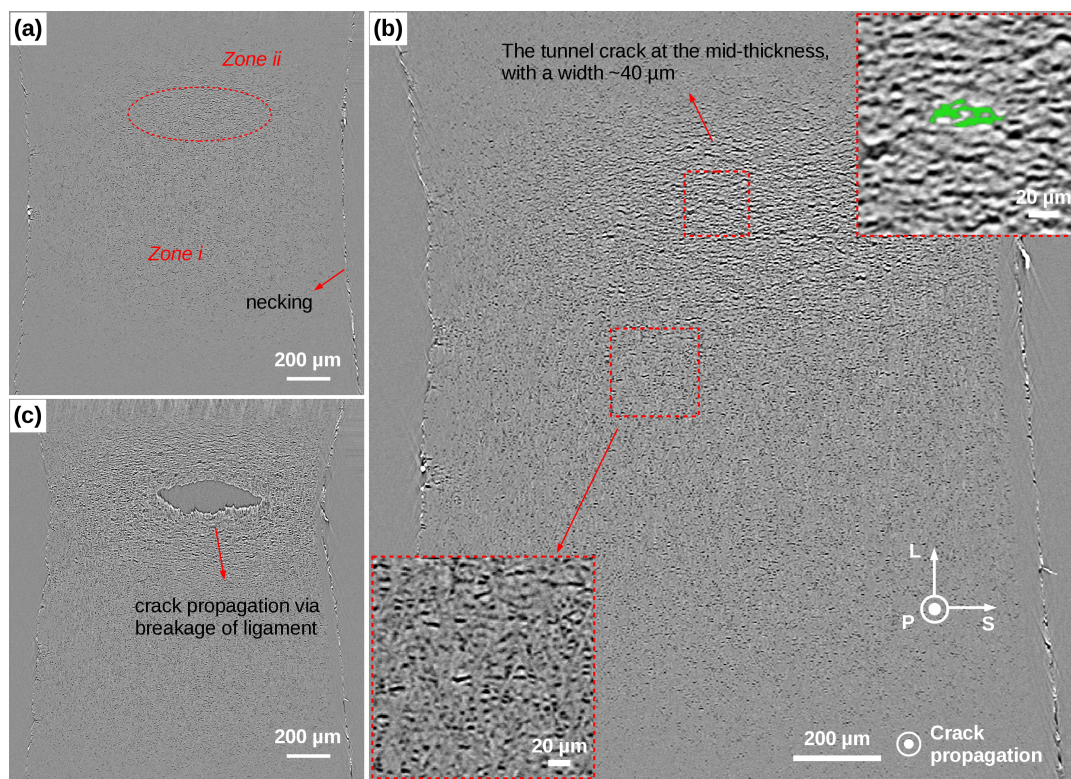 (a)
Zone ii
Zone i
necking
200 µm
(b)
The tunnel crack at the mid-thickness,
with a width ~40 µm
20 µm
(c)
crack propagation via
breakage of ligament
200 µm
20 µm
L
P
S
200 µm
Crack
propagation